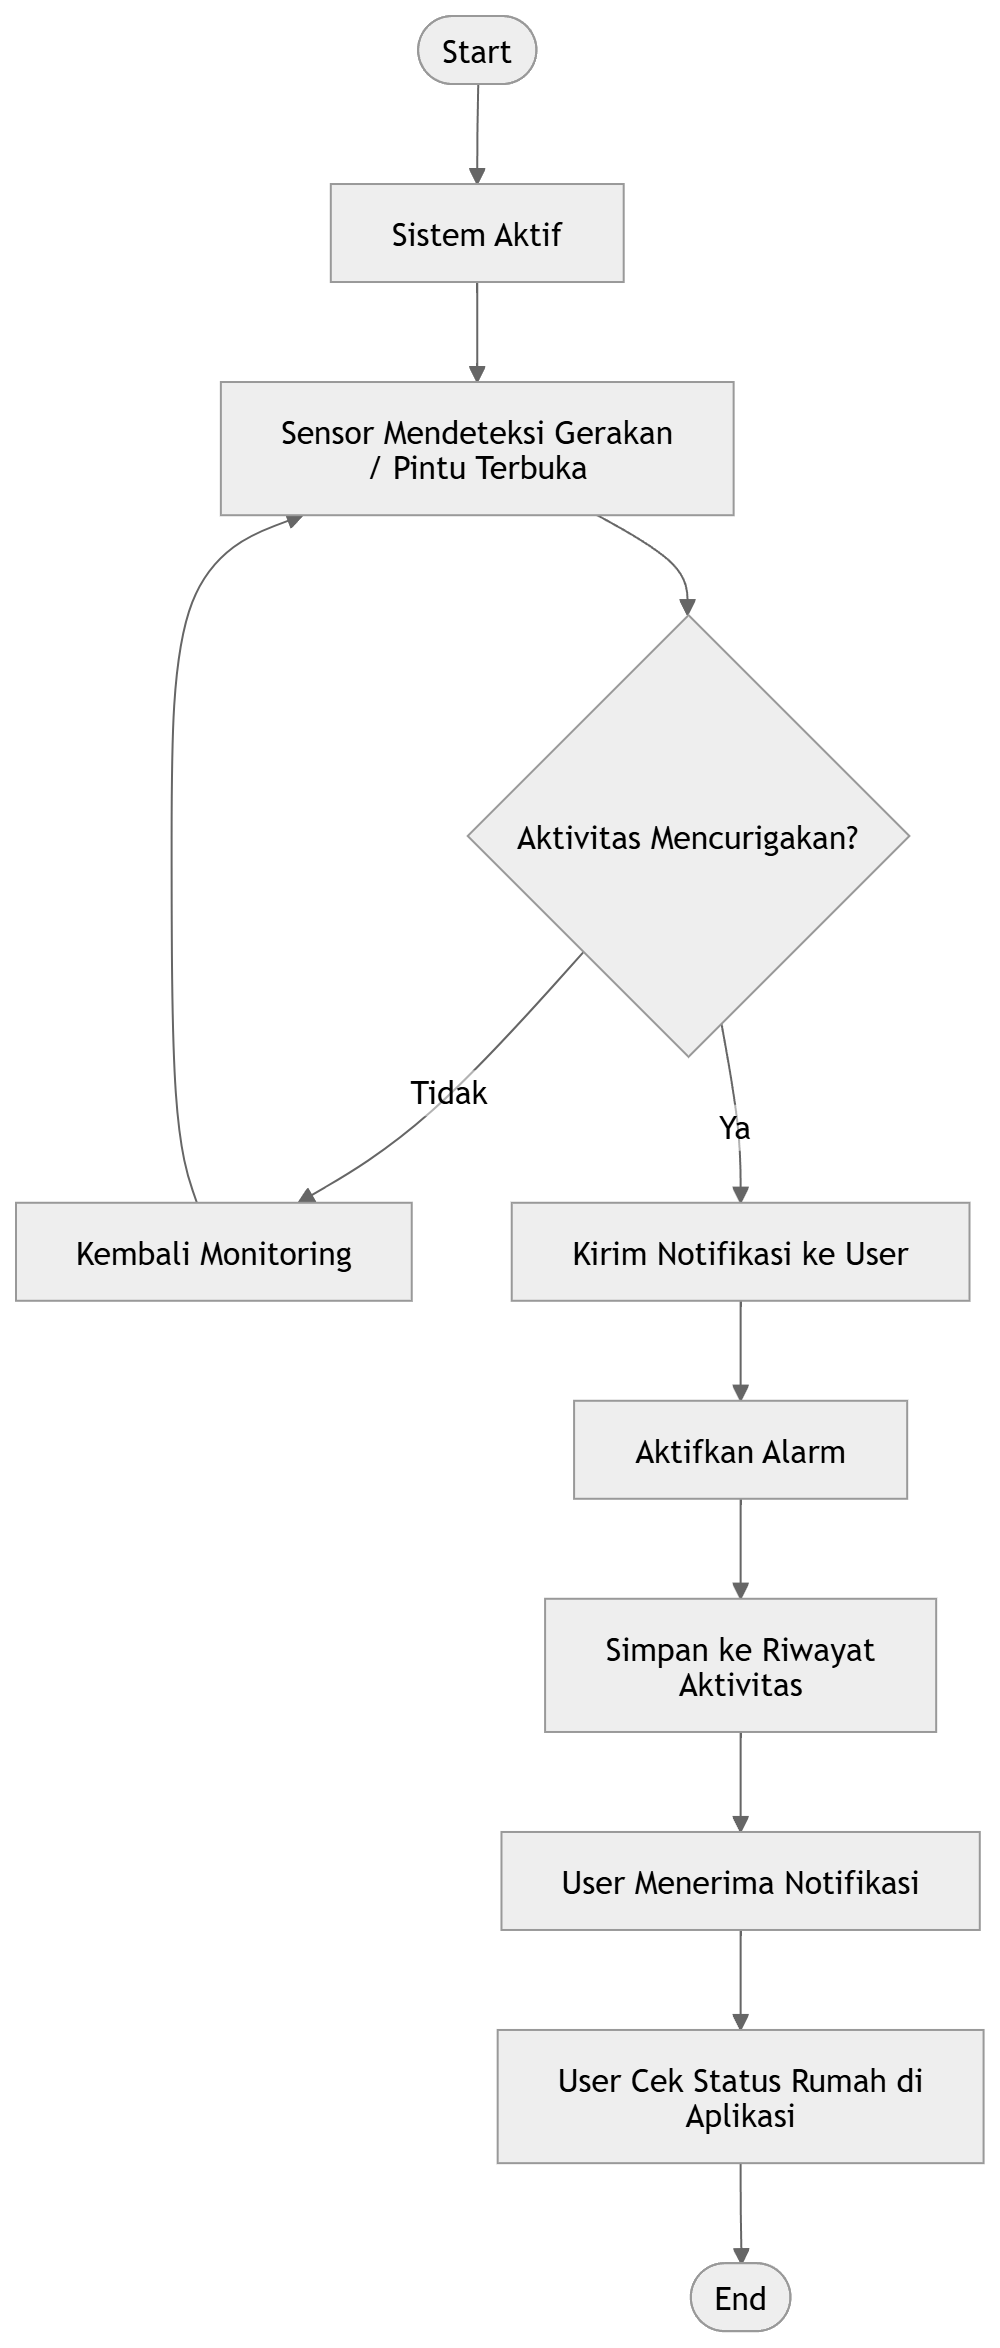 Start
Sistem Aktif
Sensor Mendeteksi Gerakan
/ Pintu Terbuka
Aktivitas Mencurigakan?
Tidak
Ya
Kembali Monitoring
Kirim Notifikasi ke User
Aktifkan Alarm
Simpan ke Riwayat
Aktivitas
User Menerima Notifikasi
User Cek Status Rumah di
Aplikasi
End